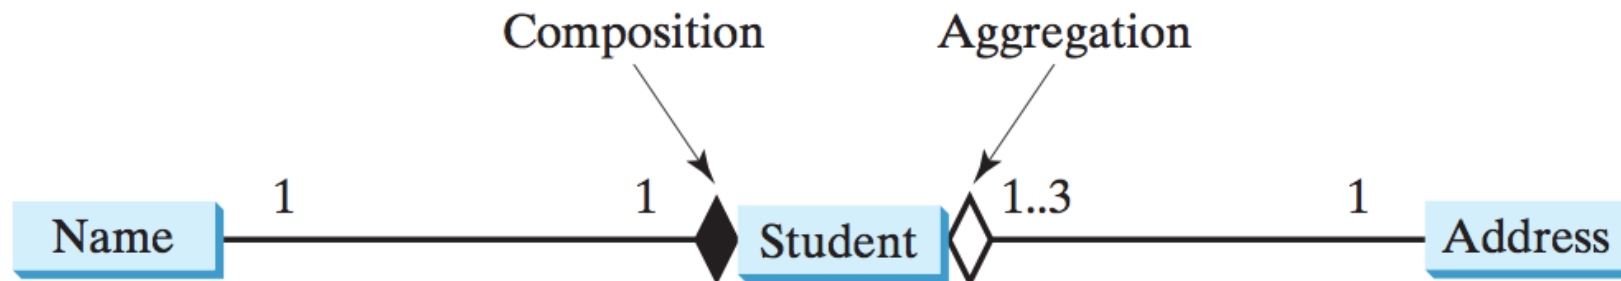 Composition Aggregation
1 1 1..3 1
Name Student Address